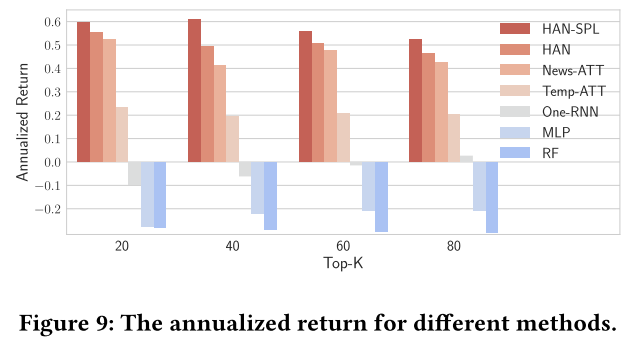 Annualized Return
0.6
0.5
0.4
0.3
0.2
0.1
0.0
−0.1
−0.2
20
40
60
80
Top-K
HAN-SPL
HAN
News-ATT
Temp-ATT
One-RNN
MLP
RF
Figure 9: The annualized return for different methods.